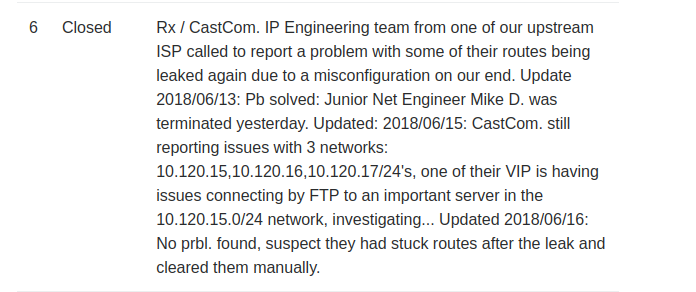 6 Closed Rx / CastCom. IP Engineering team from one of our upstream
ISP called to report a problem with some of their routes being
leaked again due to a misconfiguration on our end. Update
2018/06/13: Pb solved: Junior Net Engineer Mike D. was
terminated yesterday. Updated: 2018/06/15: CastCom. still
reporting issues with 3 networks:
10.120.15,10.120.16,10.120.17/24's, one of their VIP is having
issues connecting by FTP to an important server in the
10.120.15.0/24 network, investigating... Updated 2018/06/16:
No prbl. found, suspect they had stuck routes after the leak and
cleared them manually.